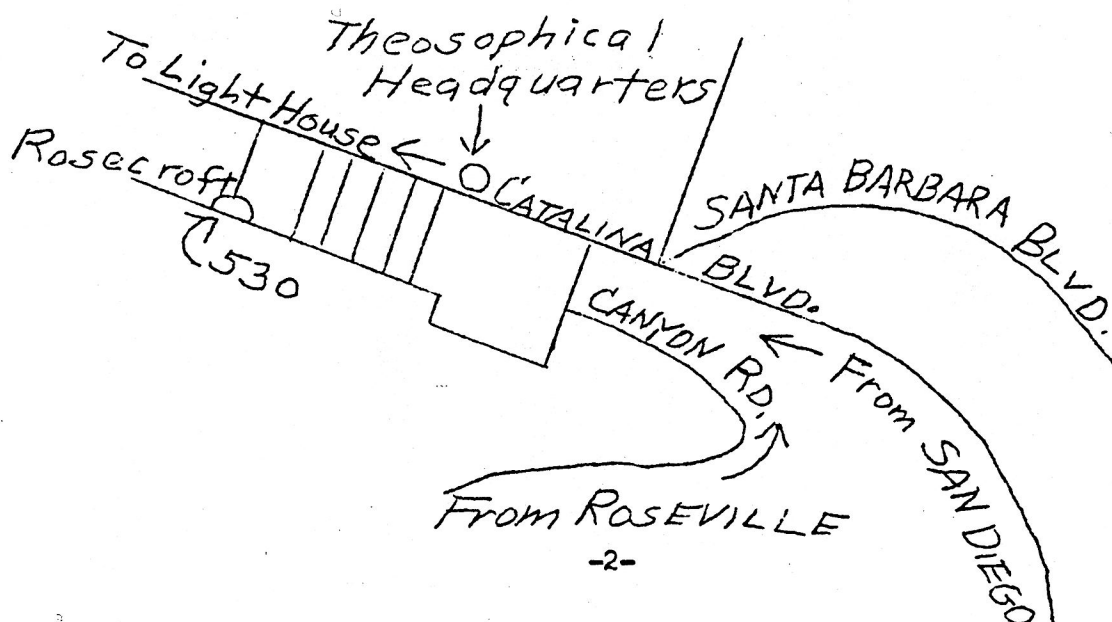 Theosophical
Headquarters
To Light House
Rosecroft
530
CATALINA BLVD.
SANTA BARBARA BLVD.
CANYON RD.
From SAN DIEGO
From ROSEVILLE
-2-